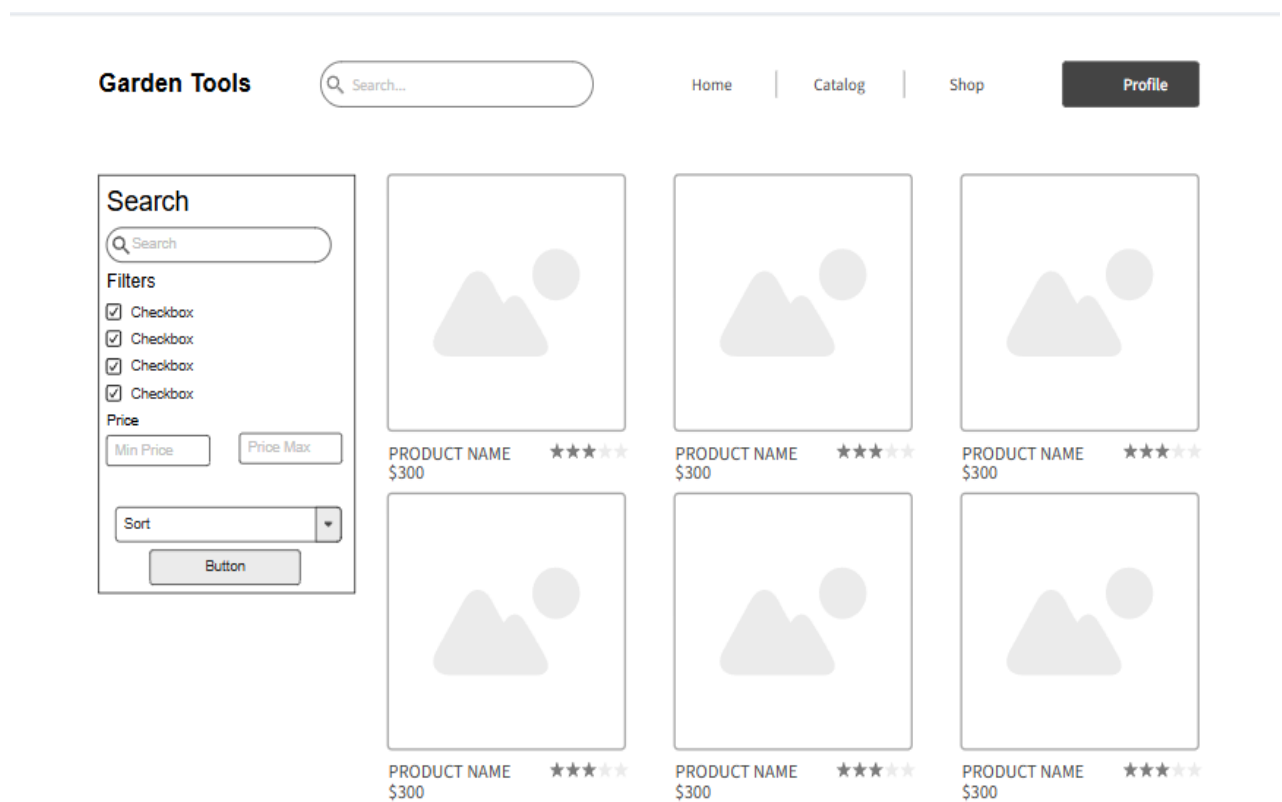 Garden Tools
Search...
Home
Catalog
Shop
Profile
Search
Search
Filters
Checkbox
Checkbox
Checkbox
Checkbox
Price
Min Price
Price Max
Sort
Button
PRODUCT NAME
$300
PRODUCT NAME
$300
PRODUCT NAME
$300
PRODUCT NAME
$300
PRODUCT NAME
$300
PRODUCT NAME
$300